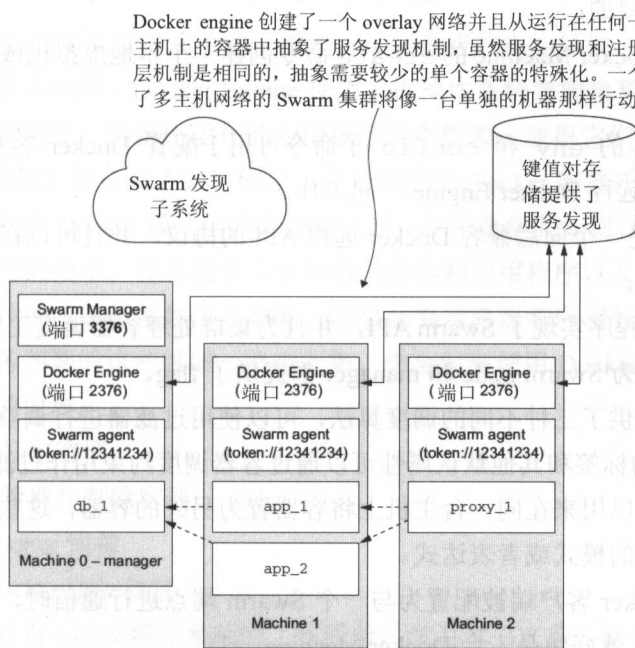 Docker engine 创建了一个 overlay 网络并且从运行在任何一
主机上的容器中抽象了服务发现机制，虽然服务发现和注册
层机制是相同的，抽象需要较少的单个容器的特殊化。一个
了多主机网络的 Swarm 集群将像一台单独的机器那样行动
Swarm 发现
子系统
键值对存
储提供了
服务发现
Swarm Manager
(端口 3376)
Docker Engine
(端口 2376)
Swarm agent
(token://12341234)
db_1
Machine 0 – manager
Docker Engine
(端口 2376)
Swarm agent
(token://12341234)
app_1
app_2
Machine 1
Docker Engine
(端口 2376)
Swarm agent
(token://12341234)
proxy_1
Machine 2